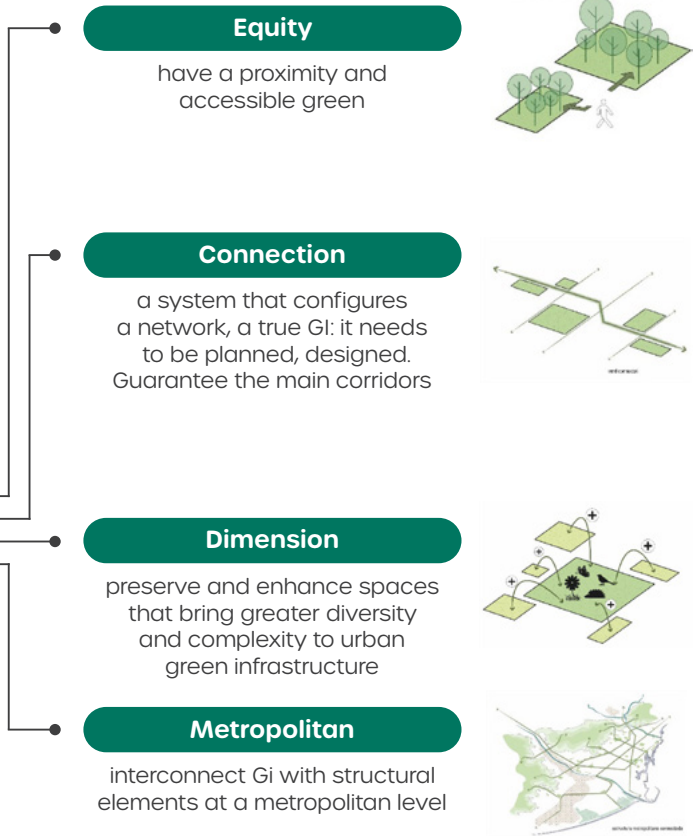 Equity
have a proximity and
accessible green
Connection
a system that configures
a network, a true GI: it needs
to be planned, designed.
Guarantee the main corridors
Dimension
preserve and enhance spaces
that bring greater diversity
and complexity to urban
green infrastructure
Metropolitan
interconnect Gi with structural
elements at a metropolitan level